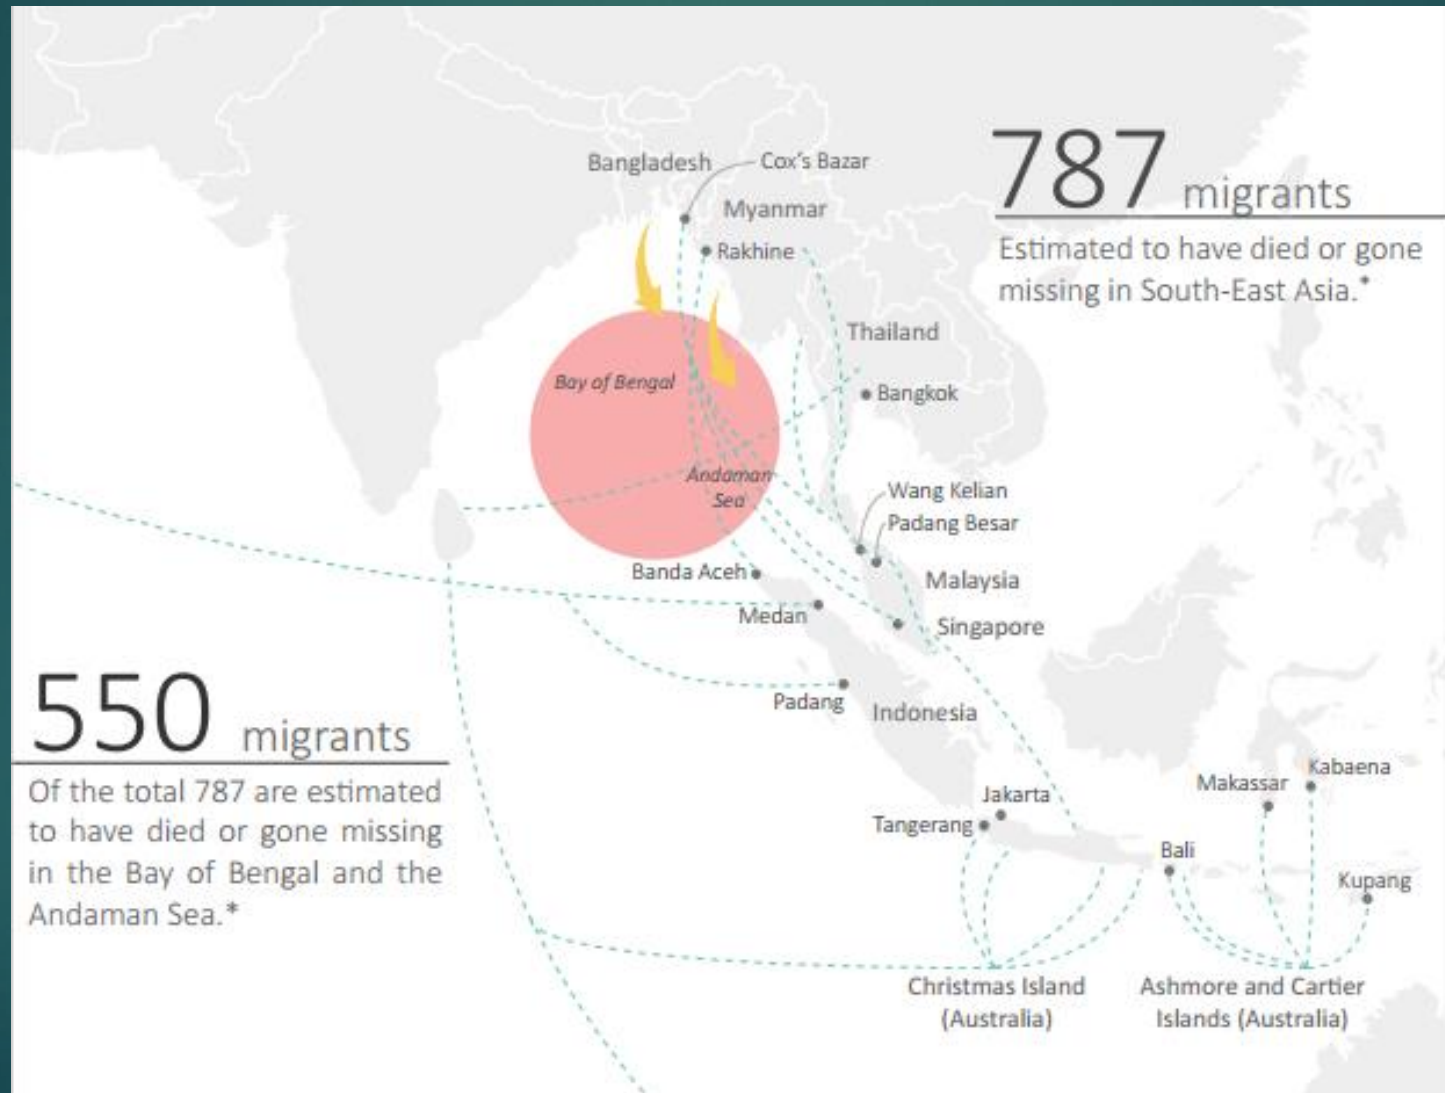 787 migrants
Estimated to have died or gone
missing in South-East Asia.*
Bangladesh
Cox's Bazar
Myanmar
Rakhine
Thailand
Bay of Bengal
Bangkok
Andaman
Sea
Wang Kelian
Padang Besar
Banda Aceh
Malaysia
Medan
Singapore
Padang
Indonesia
550 migrants
Of the total 787 are estimated
to have died or gone missing
in the Bay of Bengal and the
Andaman Sea.*
Kabaena
Makassar
Jakarta
Tangerang
Bali
Kupang
Christmas Island
(Australia)
Ashmore and Cartier
Islands (Australia)